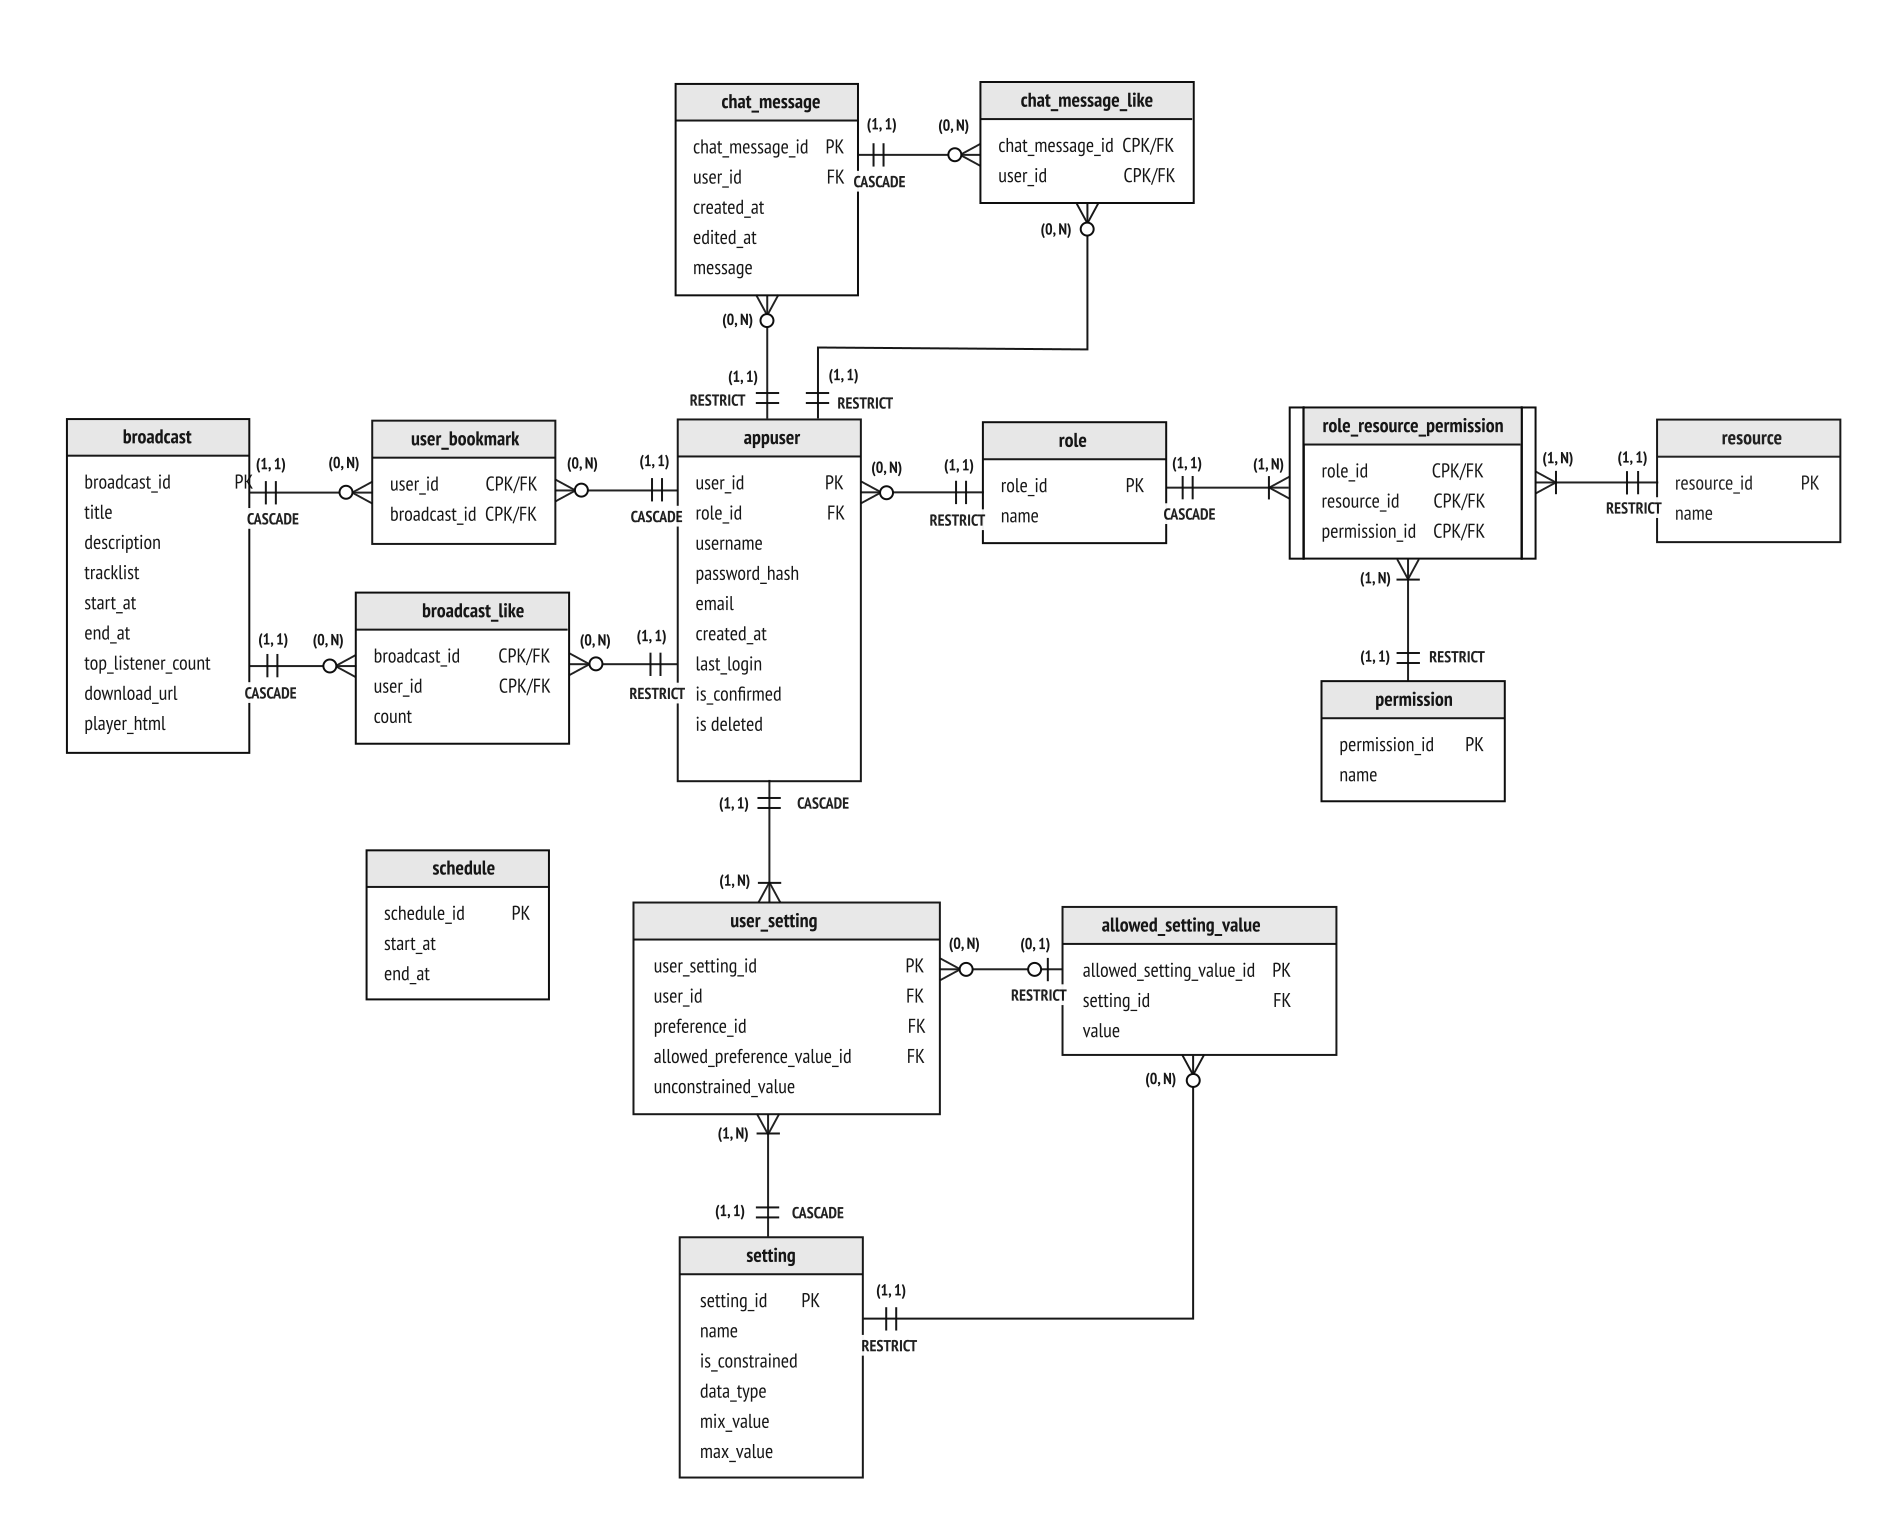 chat_message
chat_message_id PK
user_id FK
created_at
edited_at
message
(1, 1)
CASCADE
(0, N)
chat_message_like
chat_message_id CPK/FK
user_id CPK/FK
(0, N)
(0, N)
(1, 1)
RESTRICT
(1, 1)
RESTRICT
broadcast
broadcast_id PK
title
description
tracklist
start_at
end_at
top_listener_count
download_url
player_html
(1, 1)
CASCADE
(0, N)
user_bookmark
user_id CPK/FK
broadcast_id CPK/FK
(0, N)
(1, 1)
CASCADE
(1, 1)
CASCADE
(0, N)
broadcast_like
broadcast_id CPK/FK
user_id CPK/FK
count
(0, N)
(1, 1)
RESTRICT
appuser
user_id PK
role_id FK
username
password_hash
email
created_at
last_login
is_confirmed
is deleted
(0, N)
(1, 1)
RESTRICT
role
role_id PK
name
(1, 1)
CASCADE
(1, N)
role_resource_permission
role_id CPK/FK
resource_id CPK/FK
permission_id CPK/FK
(1, N)
(1, 1)
RESTRICT
resource
resource_id PK
name
(1, N)
(1, 1)
RESTRICT
permission
permission_id PK
name
(1, 1)
CASCADE
(1, N)
schedule
schedule_id PK
start_at
end_at
user_setting
user_setting_id PK
user_id FK
preference_id FK
allowed_preference_value_id FK
unconstrained_value
(0, N)
(0, 1)
RESTRICT
allowed_setting_value
allowed_setting_value_id PK
setting_id FK
value
(0, N)
(1, N)
(1, 1)
CASCADE
setting
setting_id PK
name
is_constrained
data_type
mix_value
max_value
(1, 1)
RESTRICT